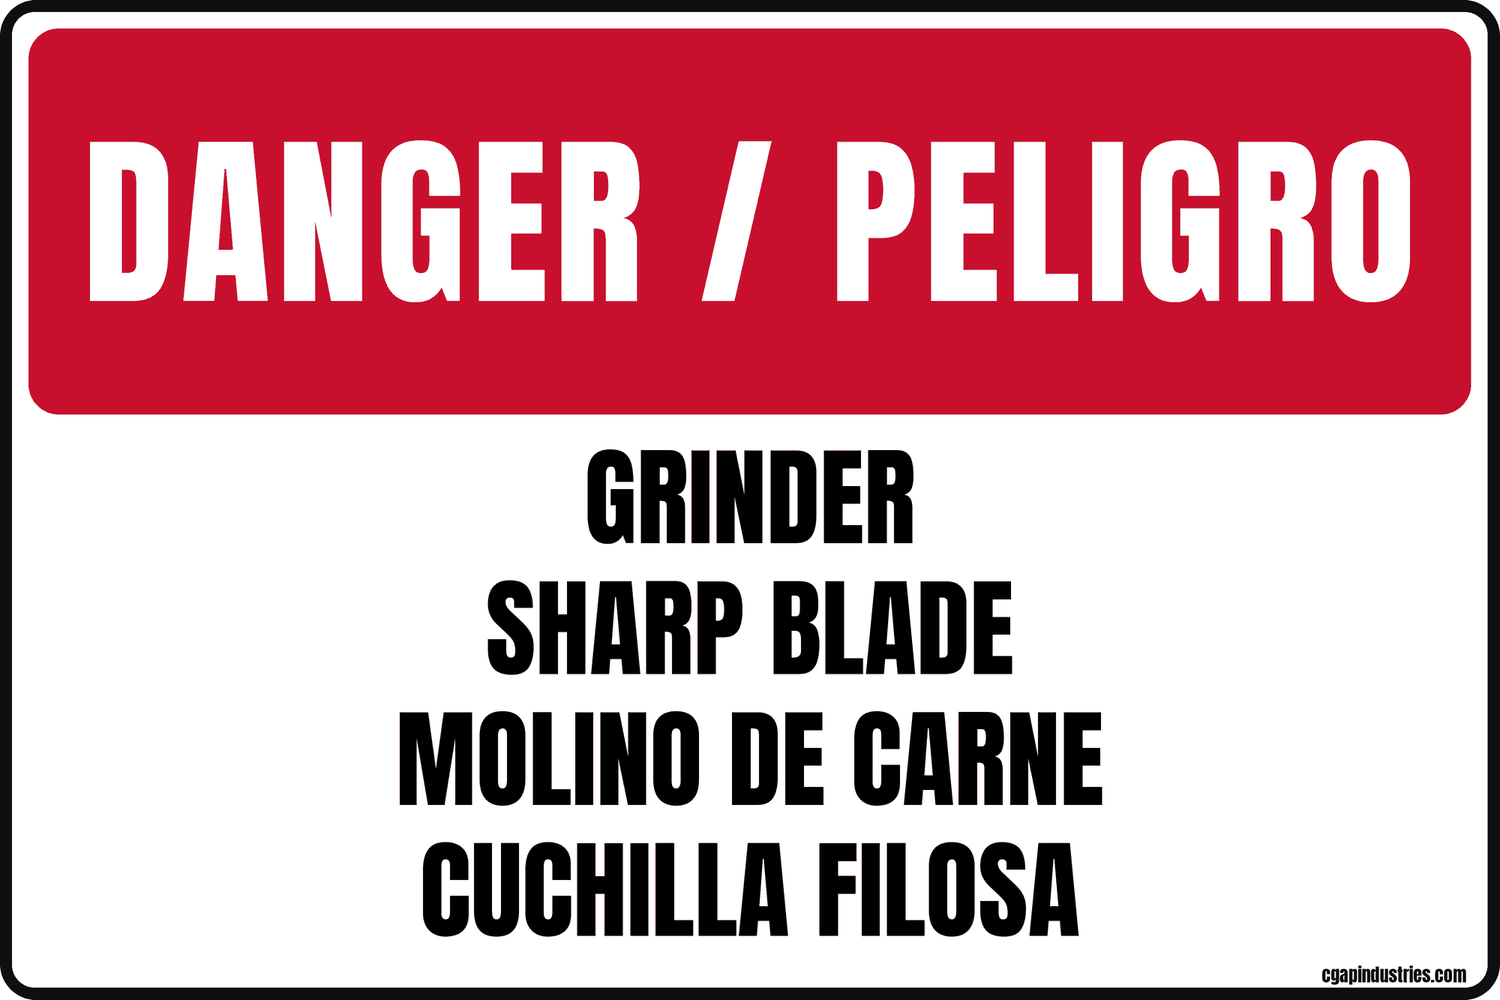 DANGER / PELIGRO
GRINDER
SHARP BLADE
MOLINO DE CARNE
CUCHILLA FILOSA
cgapindustries.com